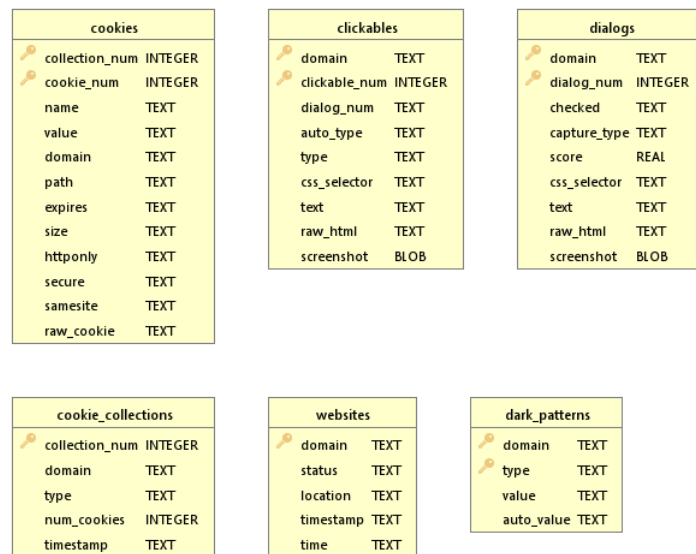 cookies
collection_num INTEGER
cookie_num INTEGER
name TEXT
value TEXT
domain TEXT
path TEXT
expires TEXT
size TEXT
httponly TEXT
secure TEXT
samesite TEXT
raw_cookie TEXT
clickables
domain TEXT
clickable_num INTEGER
dialog_num TEXT
auto_type TEXT
type TEXT
css_selector TEXT
text TEXT
raw_html TEXT
screenshot BLOB
dialogs
domain TEXT
dialog_num INTEGER
checked TEXT
capture_type TEXT
score REAL
css_selector TEXT
text TEXT
raw_html TEXT
screenshot BLOB
cookie_collections
collection_num INTEGER
domain TEXT
type TEXT
num_cookies INTEGER
timestamp TEXT
websites
domain TEXT
status TEXT
location TEXT
timestamp TEXT
time TEXT
dark_patterns
domain TEXT
type TEXT
value TEXT
auto_value TEXT